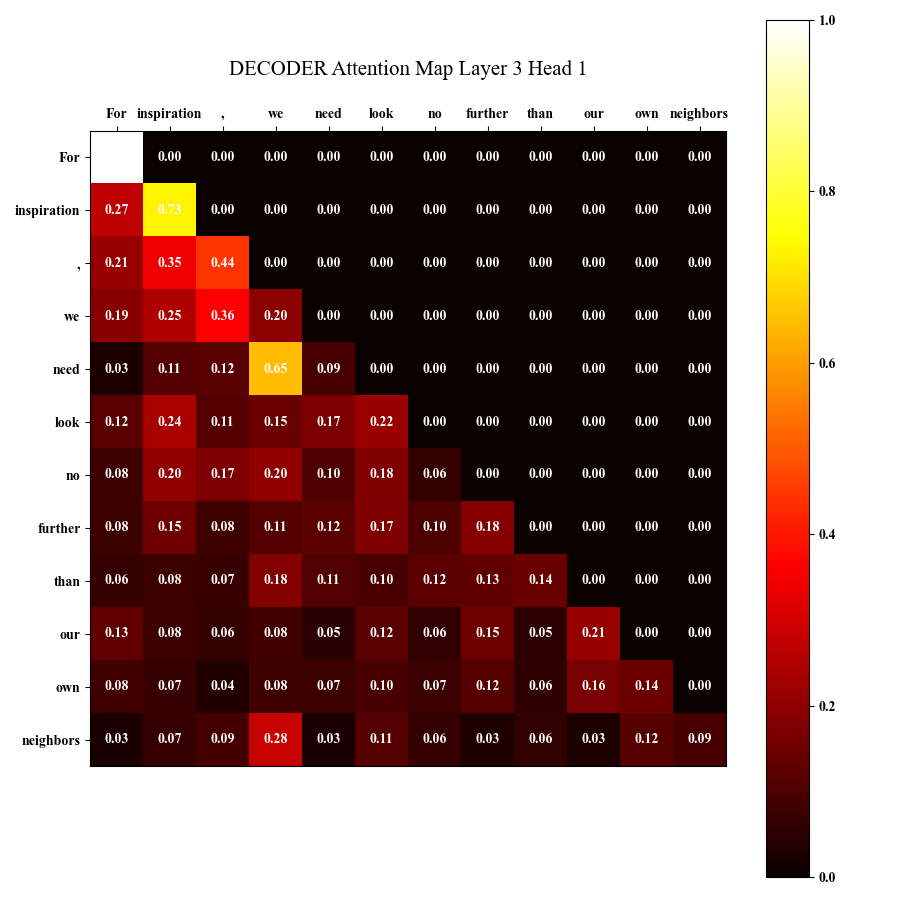 DECODER Attention Map Layer 3 Head 1
For inspiration , we need look no further than our own neighbors
For 0.00 0.00 0.00 0.00 0.00 0.00 0.00 0.00 0.00 0.00 0.00
inspiration 0.27 0.73 0.00 0.00 0.00 0.00 0.00 0.00 0.00 0.00 0.00 0.00
, 0.21 0.35 0.44 0.00 0.00 0.00 0.00 0.00 0.00 0.00 0.00 0.00
we 0.19 0.25 0.36 0.20 0.00 0.00 0.00 0.00 0.00 0.00 0.00 0.00
need 0.03 0.11 0.12 0.65 0.09 0.00 0.00 0.00 0.00 0.00 0.00 0.00
look 0.12 0.24 0.11 0.15 0.17 0.22 0.00 0.00 0.00 0.00 0.00 0.00
no 0.08 0.20 0.17 0.20 0.10 0.18 0.06 0.00 0.00 0.00 0.00 0.00
further 0.08 0.15 0.08 0.11 0.12 0.17 0.10 0.18 0.00 0.00 0.00 0.00
than 0.06 0.08 0.07 0.18 0.11 0.10 0.12 0.13 0.14 0.00 0.00 0.00
our 0.13 0.08 0.06 0.08 0.05 0.12 0.06 0.15 0.05 0.21 0.00 0.00
own 0.08 0.07 0.04 0.08 0.07 0.10 0.07 0.12 0.06 0.16 0.14 0.00
neighbors 0.03 0.07 0.09 0.28 0.03 0.11 0.06 0.03 0.06 0.03 0.12 0.09
1.0
0.8
0.6
0.4
0.2
0.0